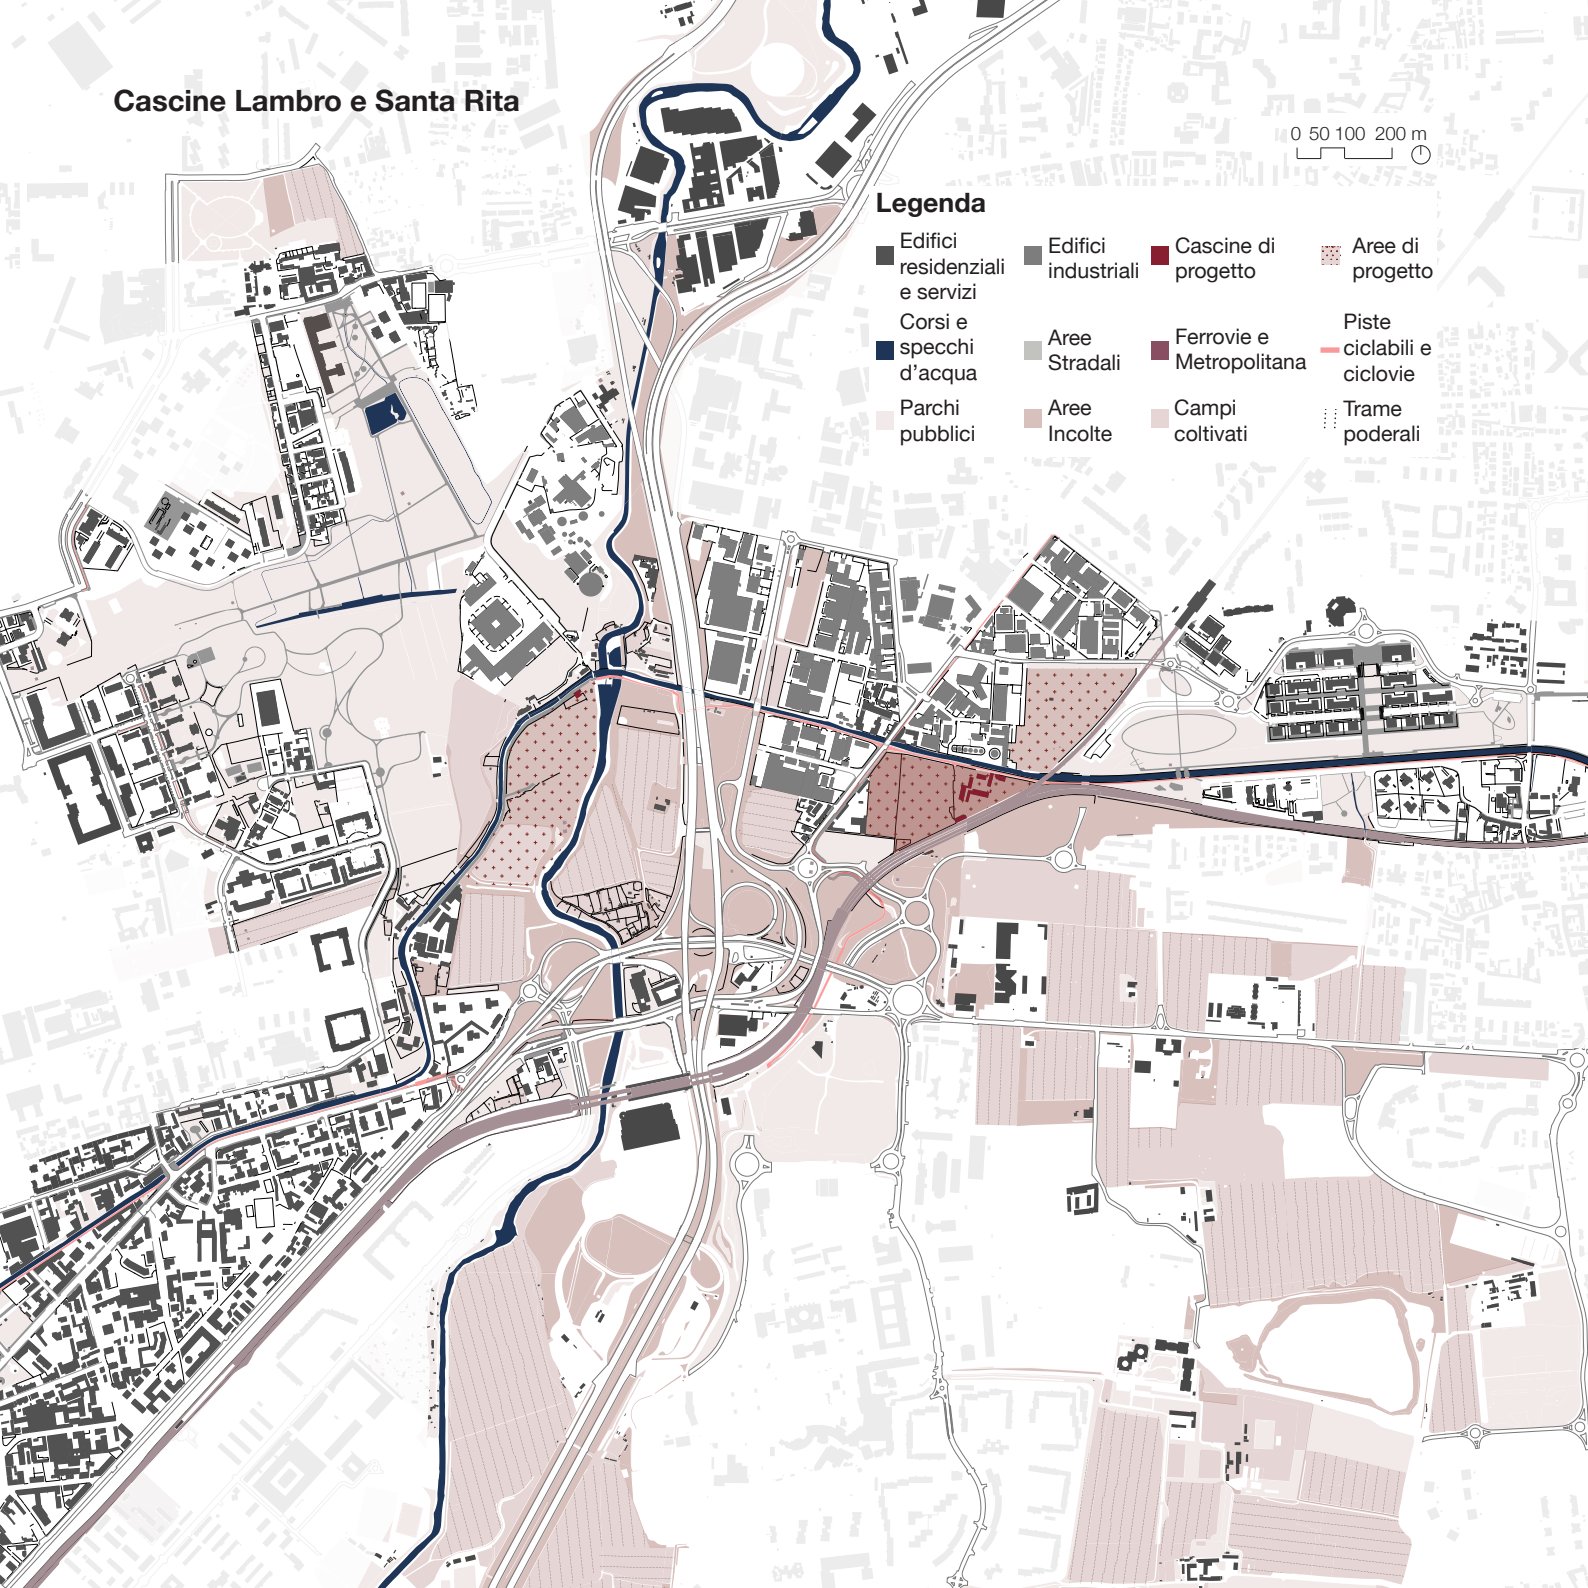 Cascine Lambro e Santa Rita
0 50 100 200 m
Legenda
Edifici
residenziali
e servizi
Edifici
industriali
Cascine di
progetto
Aree di
progetto
Corsi e
specchi
d'acqua
Aree
Stradali
Ferrovie e
Metropolitana
Piste
ciclabili e
ciclovie
Parchi
pubblici
Aree
Incolte
Campi
coltivati
Trame
poderali